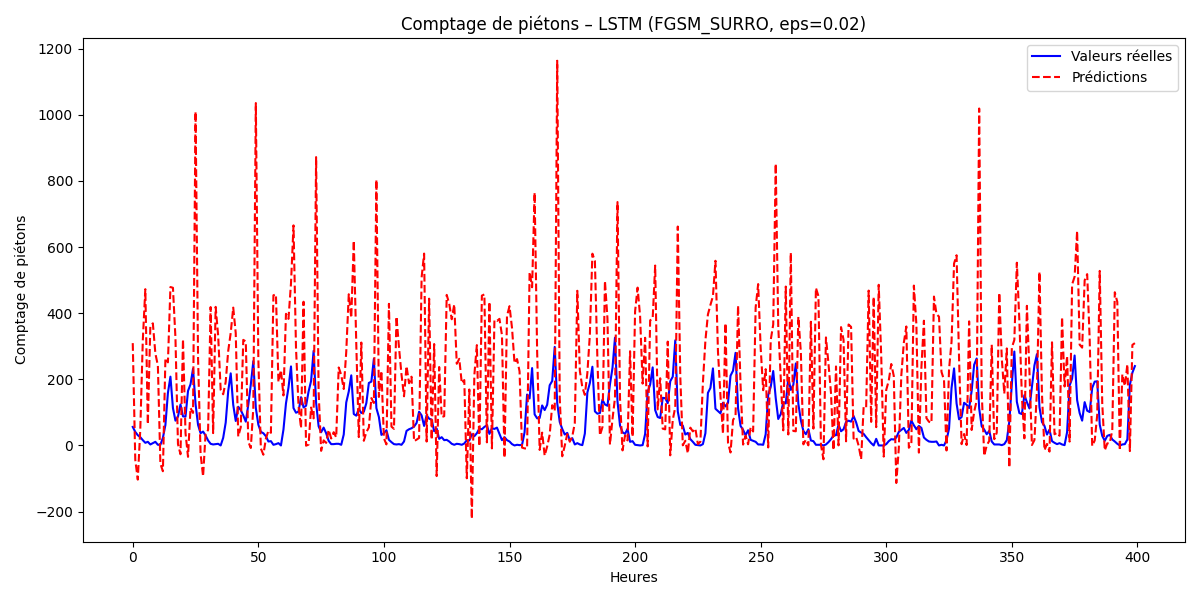 Comptage de piétons – LSTM (FGSM_SURRO, eps=0.02)
Valeurs réelles
Prédictions
Comptage de piétons
1200
1000
800
600
400
200
0
−200
0 50 100 150 200 250 300 350 400
Heures